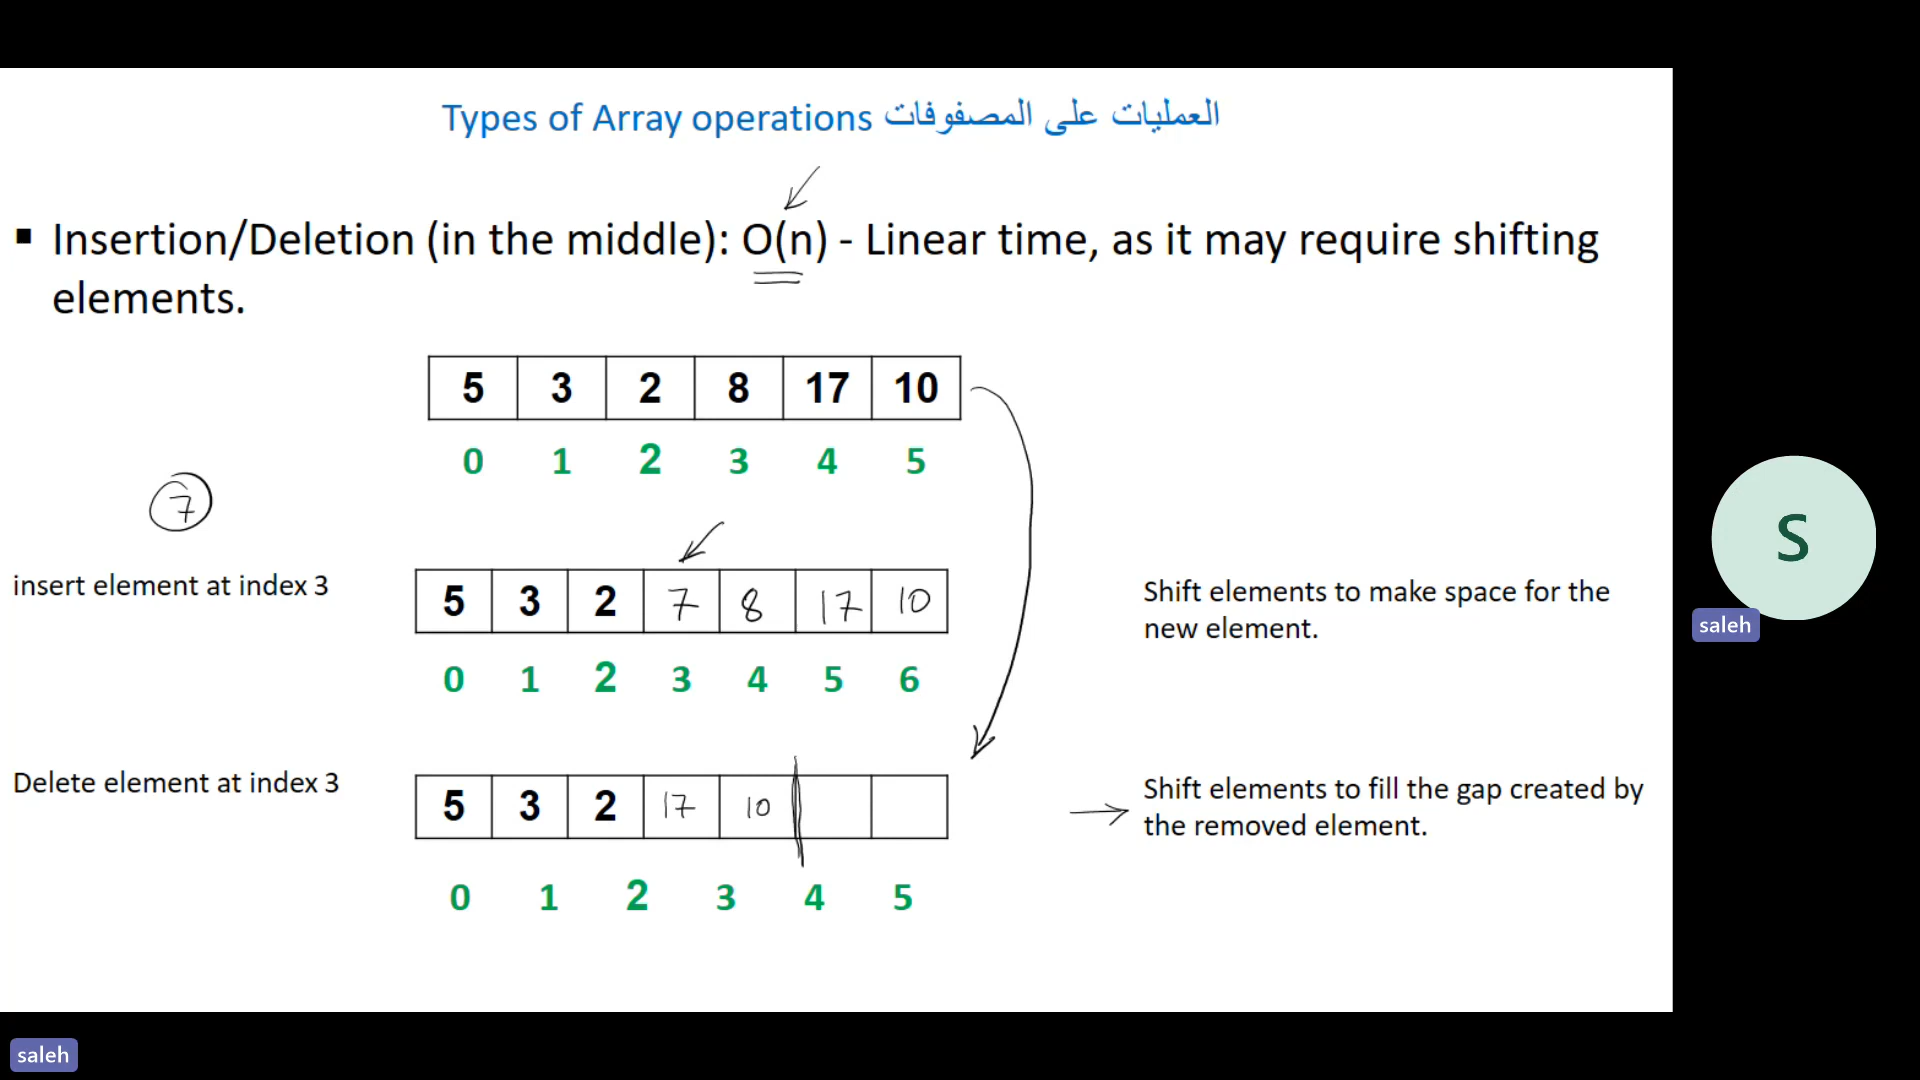 Types of Array operations العمليات على المصفوفات
▪ Insertion/Deletion (in the middle): O(n) - Linear time, as it may require shifting
elements.
5 3 2 8 17 10
0 1 2 3 4 5
7
insert element at index 3
5 3 2 7 8 17 10
0 1 2 3 4 5 6
Shift elements to make space for the
new element.
Delete element at index 3
5 3 2 17 10
0 1 2 3 4 5
Shift elements to fill the gap created by
the removed element.
S
saleh
saleh